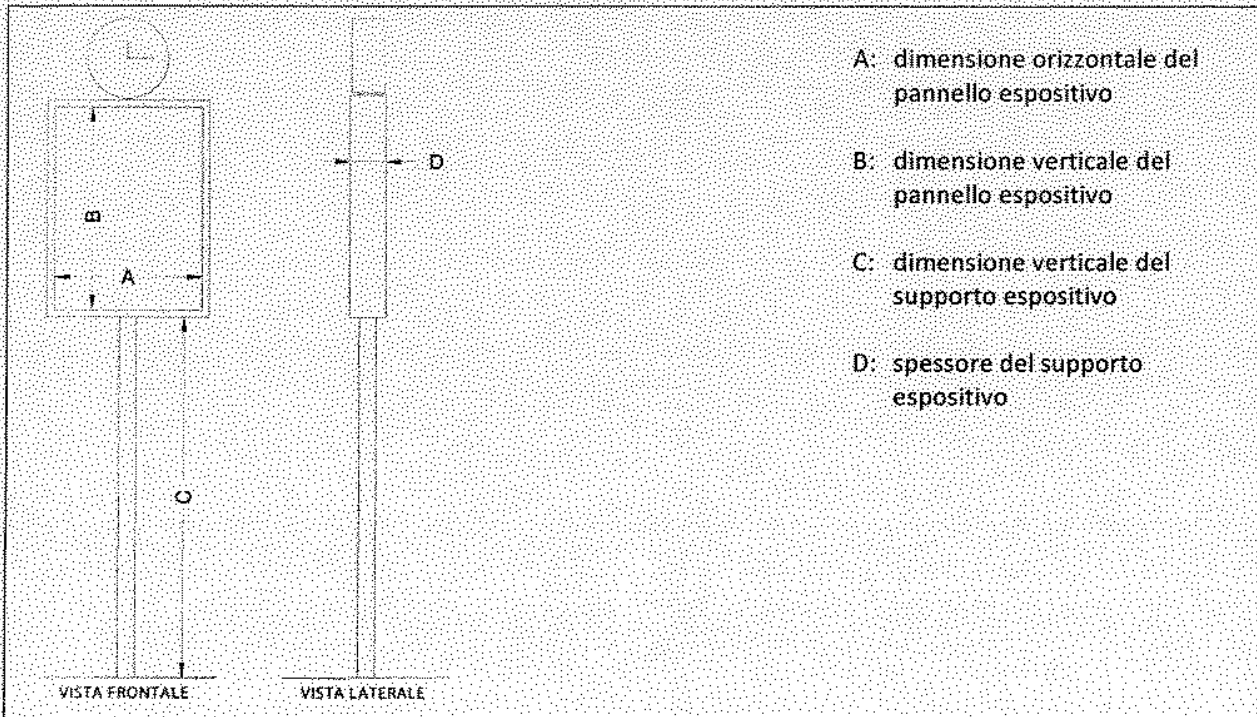 A: dimensione orizzontale del
pannello espositivo
D
B: dimensione verticale del
pannello espositivo
B
A
C: dimensione verticale del
supporto espositivo
D: spessore del supporto
espositivo
C
VISTA FRONTALE
VISTA LATERALE